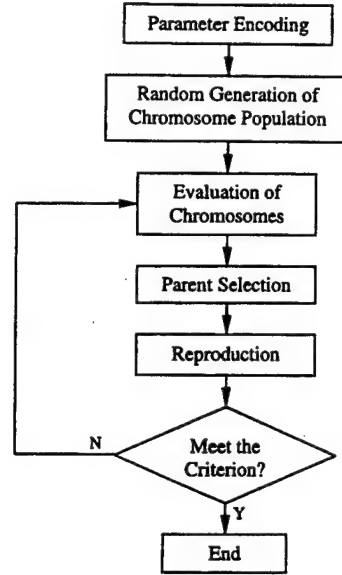 Parameter Encoding
Random Generation of
Chromosome Population
Evaluation of
Chromosomes
Parent Selection
Reproduction
Meet the
Criterion?
N
Y
End